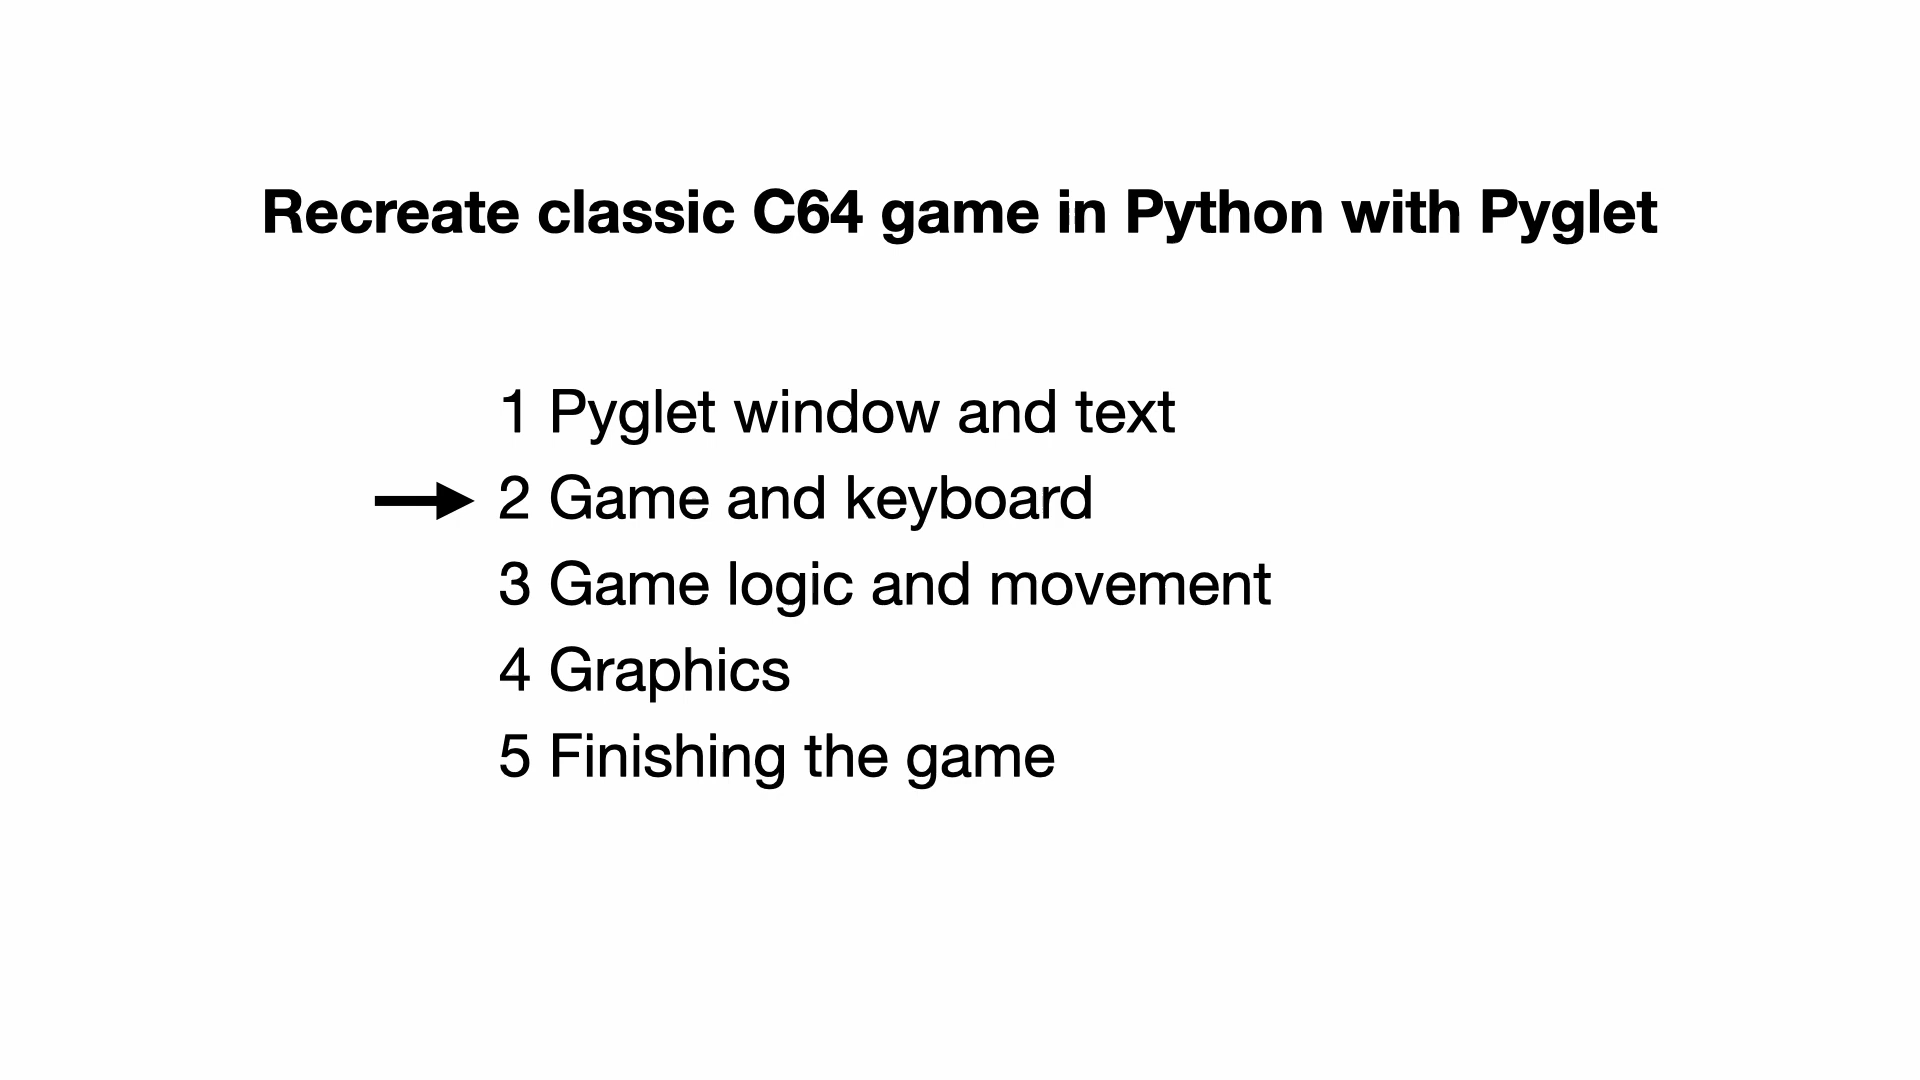 Recreate classic C64 game in Python with Pyglet
1 Pyglet window and text
2 Game and keyboard
3 Game logic and movement
4 Graphics
5 Finishing the game